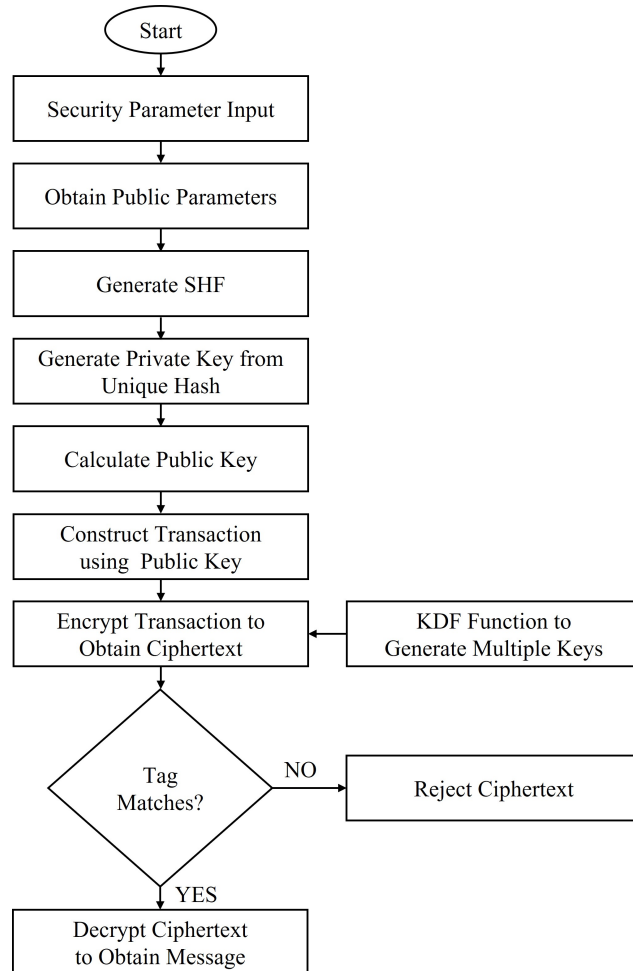 Start
Security Parameter Input
Obtain Public Parameters
Generate SHF
Generate Private Key from
Unique Hash
Calculate Public Key
Construct Transaction
using Public Key
Encrypt Transaction to
Obtain Ciphertext
KDF Function to
Generate Multiple Keys
Tag
Matches?
NO
Reject Ciphertext
YES
Decrypt Ciphertext
to Obtain Message